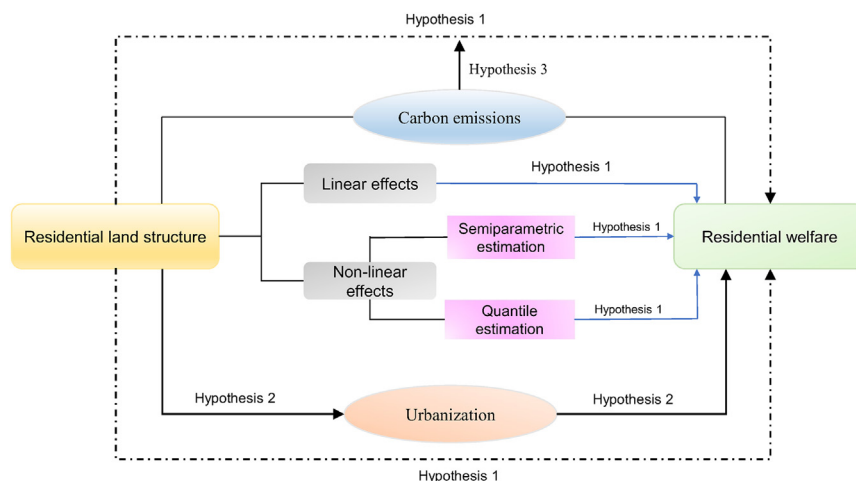 Hypothesis 1
Hypothesis 3
Carbon emissions
Hypothesis 1
Linear effects
Residential land structure
Semiparametric
estimation
Hypothesis 1
Residential welfare
Non-linear
effects
Quantile
estimation
Hypothesis 1
Hypothesis 2
Urbanization
Hypothesis 2
Hypothesis 1